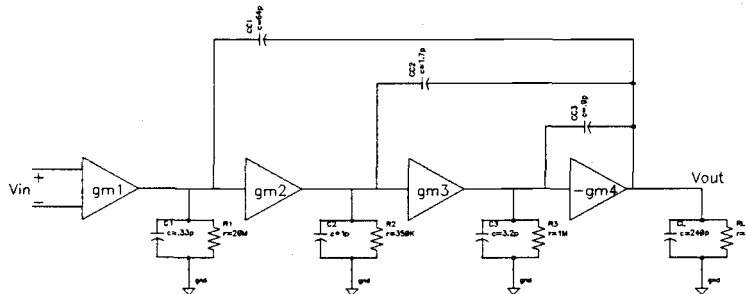 CC1
c=64p
CC2
c=1.7p
CC3
c=.9p
Vin
+
−
gm1
gm2
gm3
-gm4
Vout
C1
c=.33p
R1
r=20M
gnd
C2
R2
r=350K
gnd
C3
c=3.2p
R3
r=1M
gnd
CL
c=240p
RL
r=
gnd